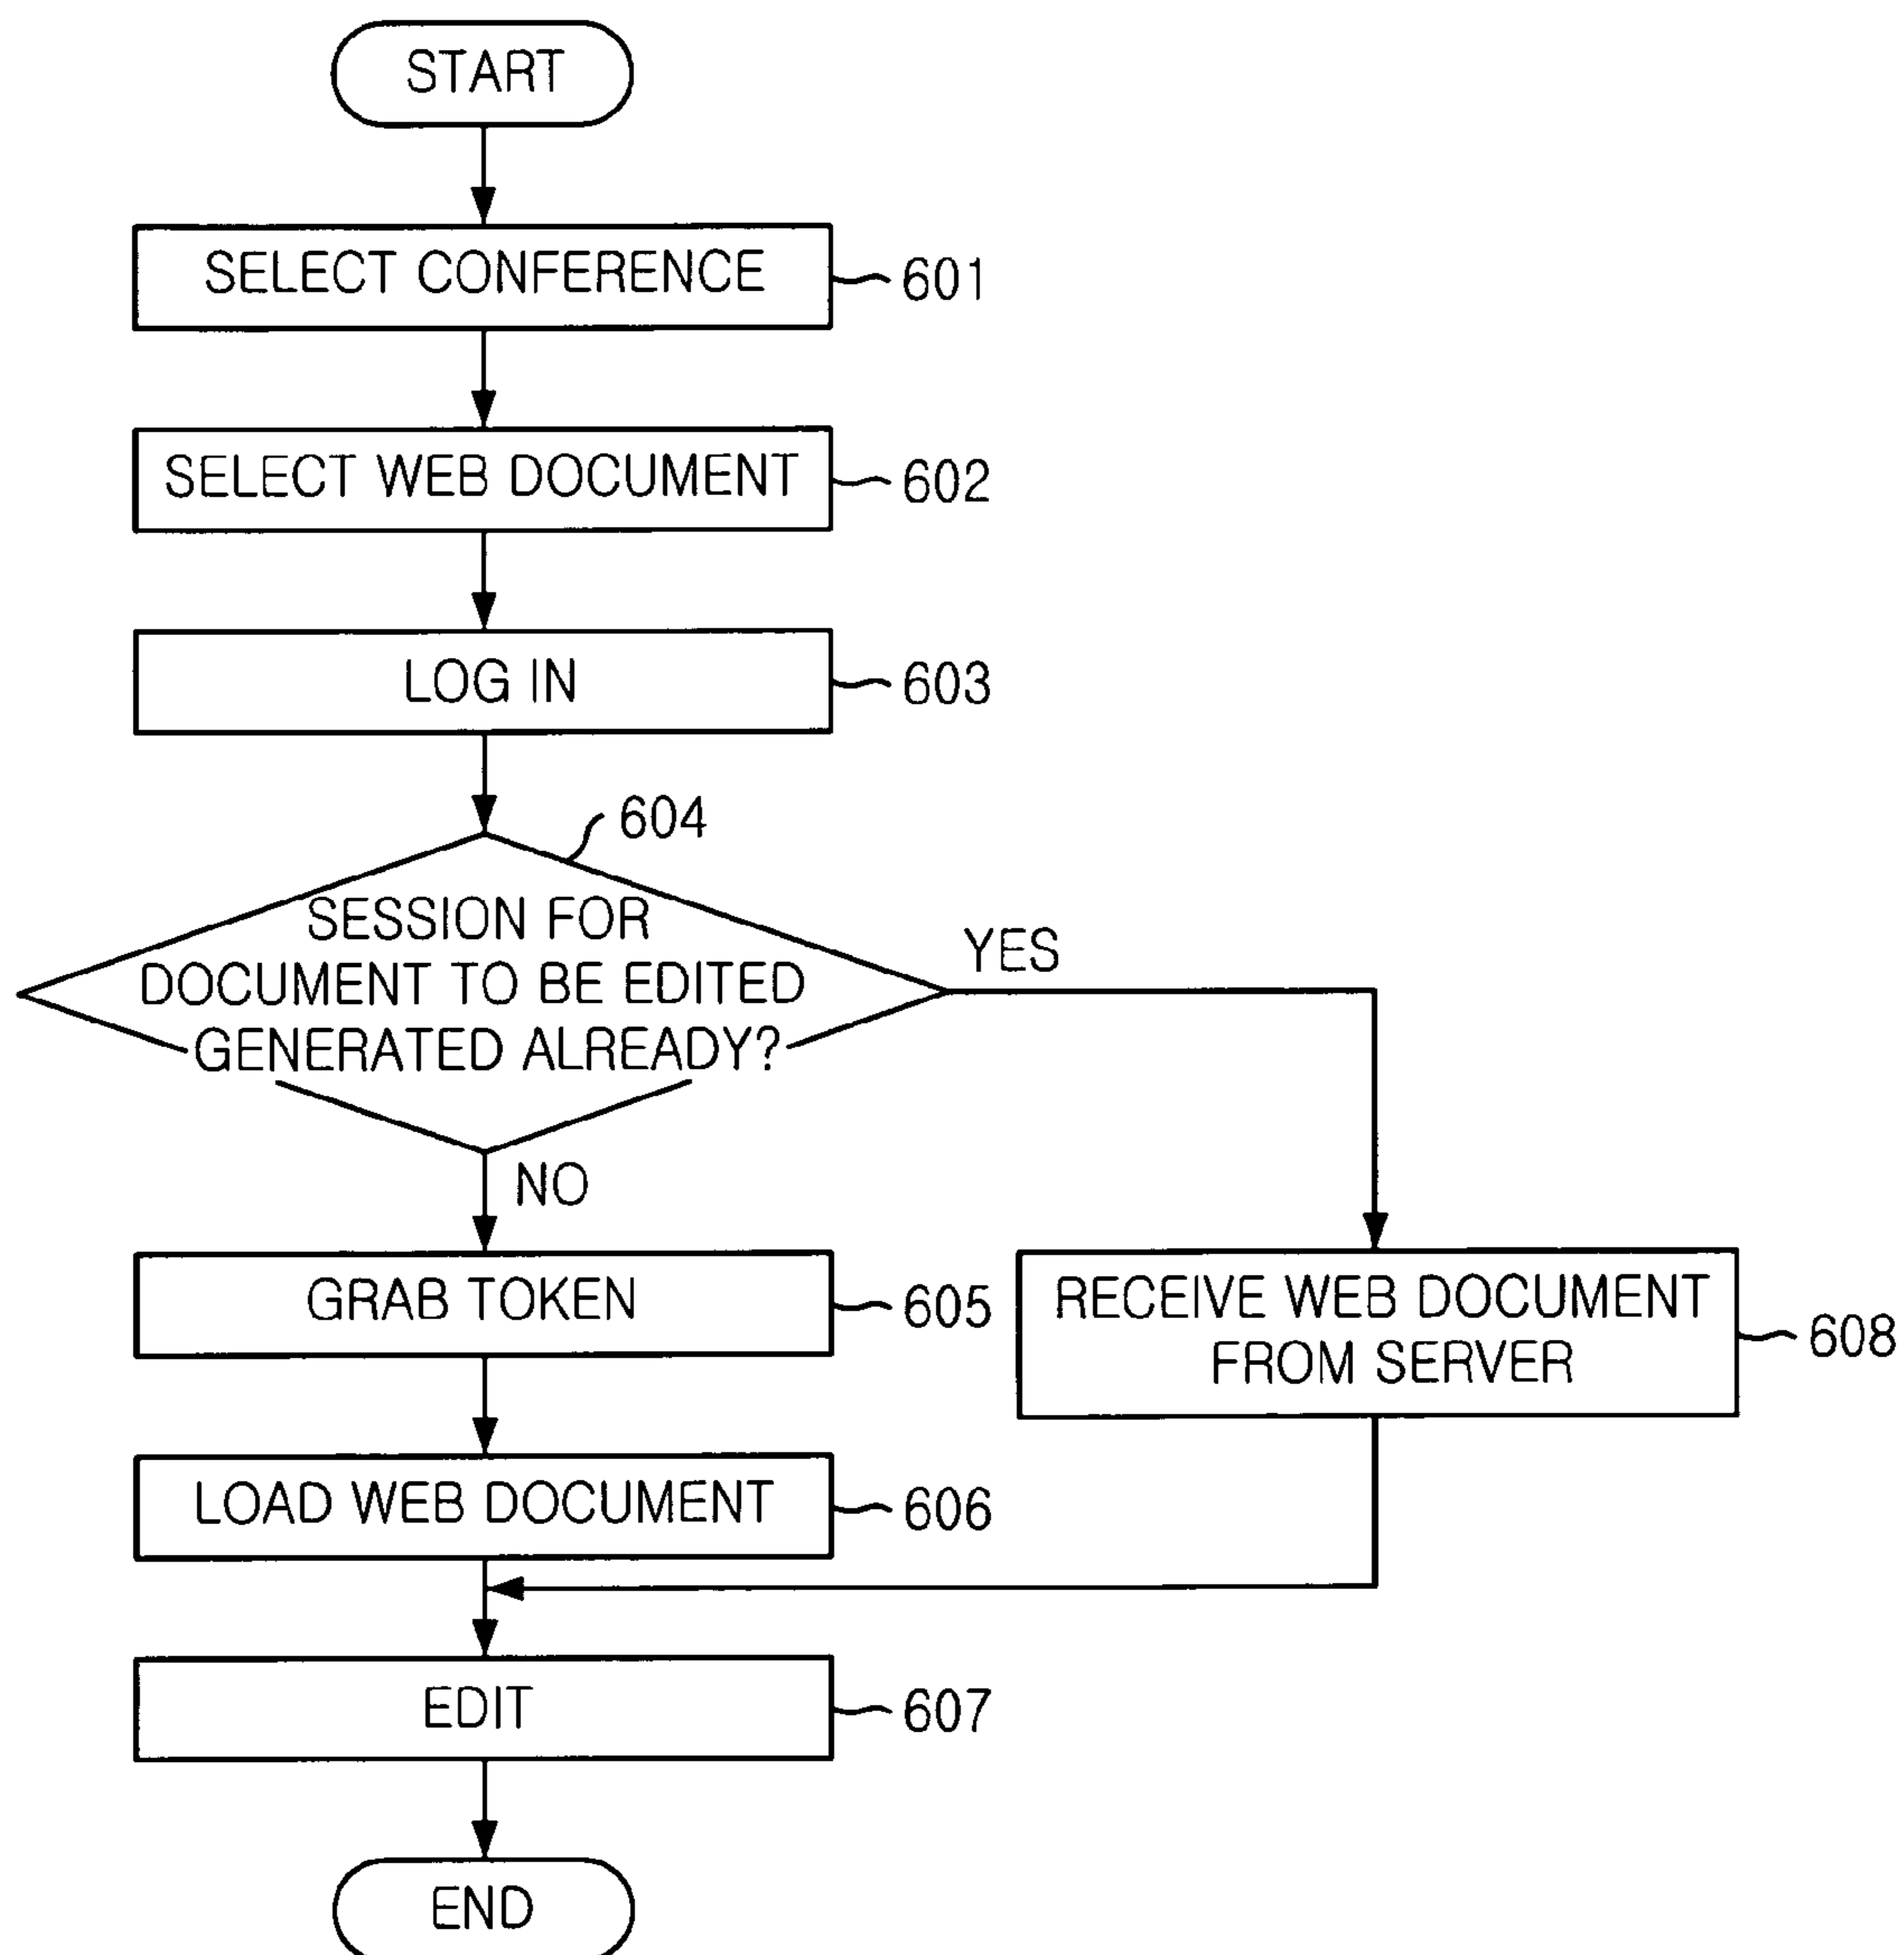 START
SELECT CONFERENCE
601
SELECT WEB DOCUMENT
602
LOG IN
603
604
SESSION FOR
DOCUMENT TO BE EDITED
GENERATED ALREADY?
YES
NO
GRAB TOKEN
605
RECEIVE WEB DOCUMENT
FROM SERVER
608
LOAD WEB DOCUMENT
606
EDIT
607
END